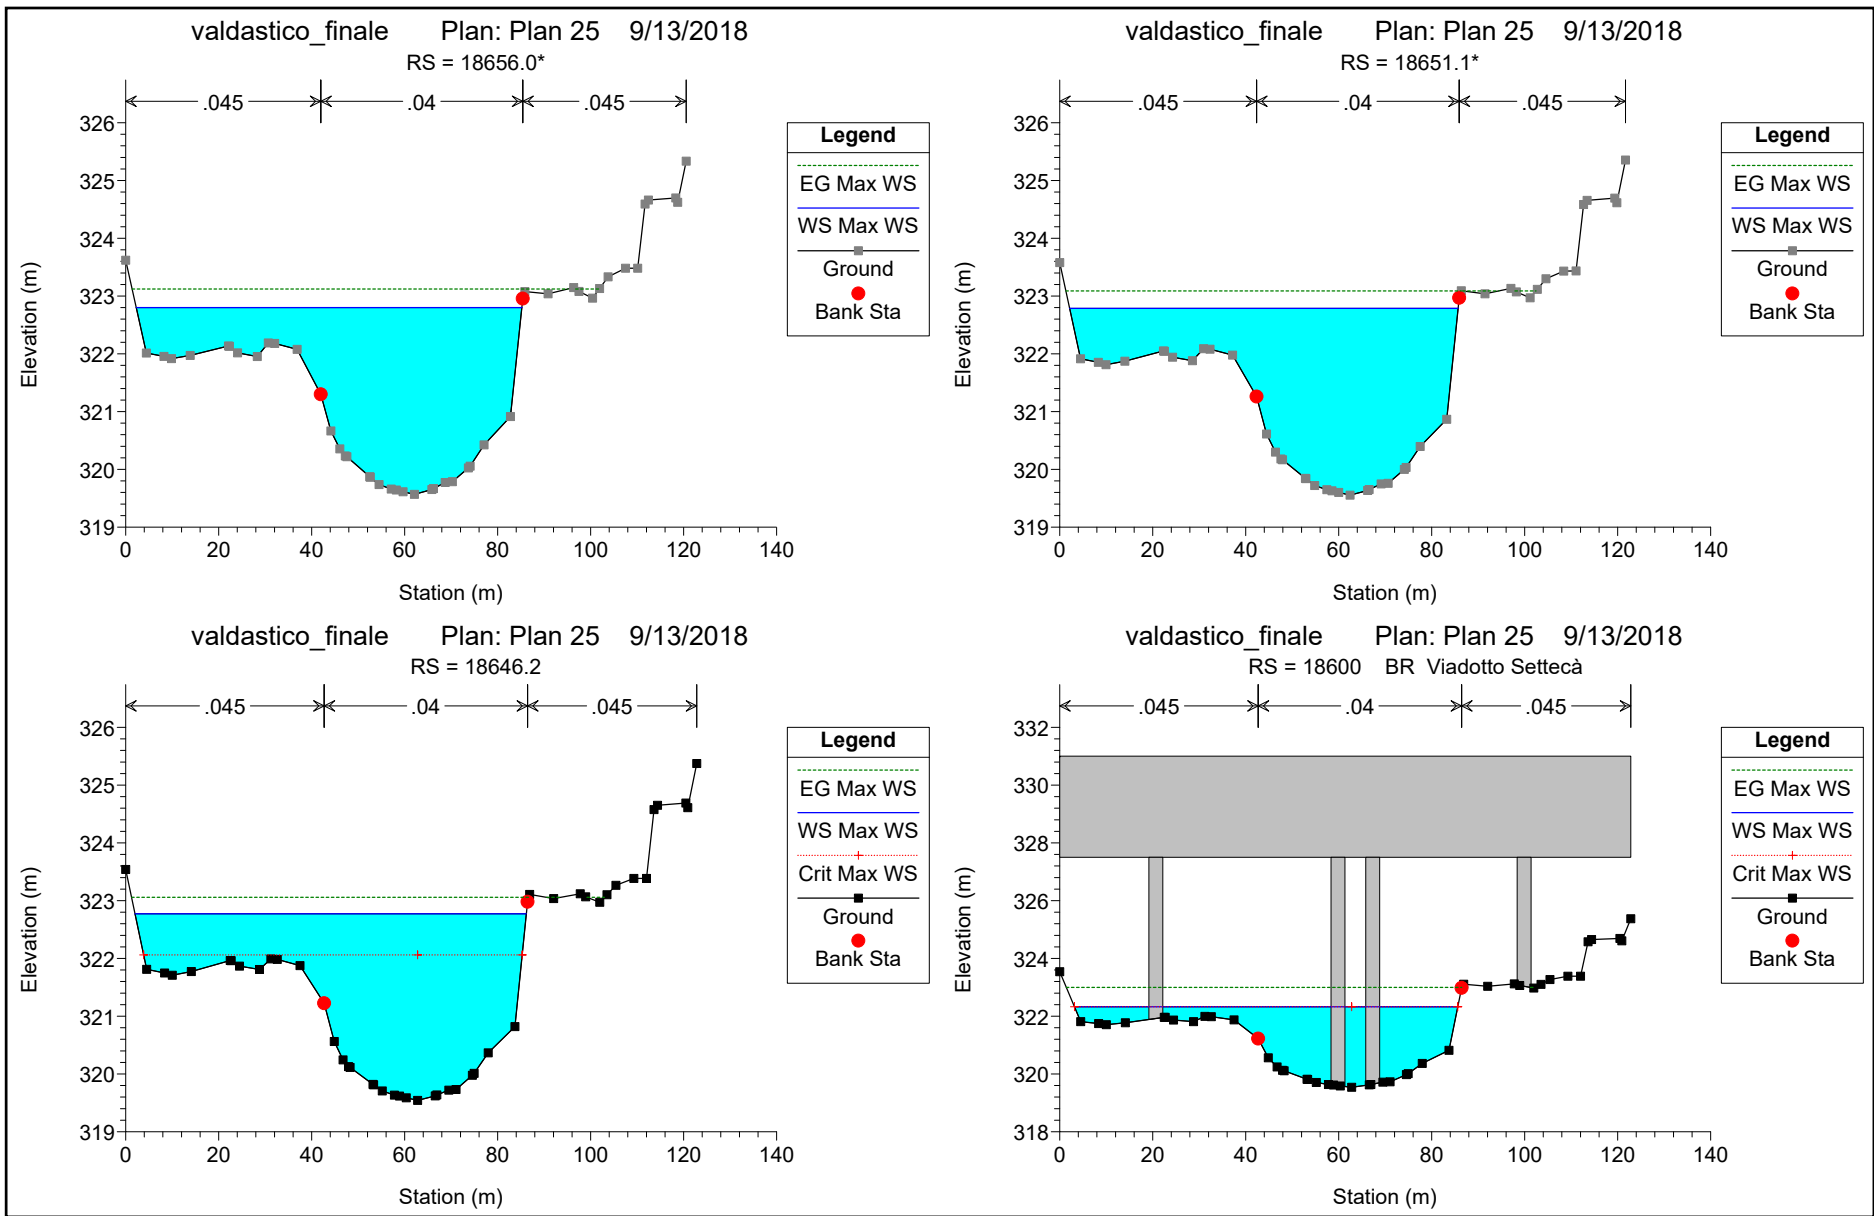 valdastico_finale Plan: Plan 25 9/13/2018
RS = 18656.0*
.045 .04 .045
326
325
324
323
322
321
320
319
0 20 40 60 80 100 120 140
Station (m)
Elevation (m)
Legend
EG Max WS
WS Max WS
Ground
Bank Sta
valdastico_finale Plan: Plan 25 9/13/2018
RS = 18651.1*
.045 .04 .045
326
325
324
323
322
321
320
319
0 20 40 60 80 100 120 140
Station (m)
Elevation (m)
Legend
EG Max WS
WS Max WS
Ground
Bank Sta
valdastico_finale Plan: Plan 25 9/13/2018
RS = 18646.2
.045 .04 .045
326
325
324
323
322
321
320
319
0 20 40 60 80 100 120 140
Station (m)
Elevation (m)
Legend
EG Max WS
WS Max WS
Crit Max WS
Ground
Bank Sta
valdastico_finale Plan: Plan 25 9/13/2018
RS = 18600 BR Viadotto Settecà
.045 .04 .045
332
330
328
326
324
322
320
318
0 20 40 60 80 100 120 140
Station (m)
Elevation (m)
Legend
EG Max WS
WS Max WS
Crit Max WS
Ground
Bank Sta